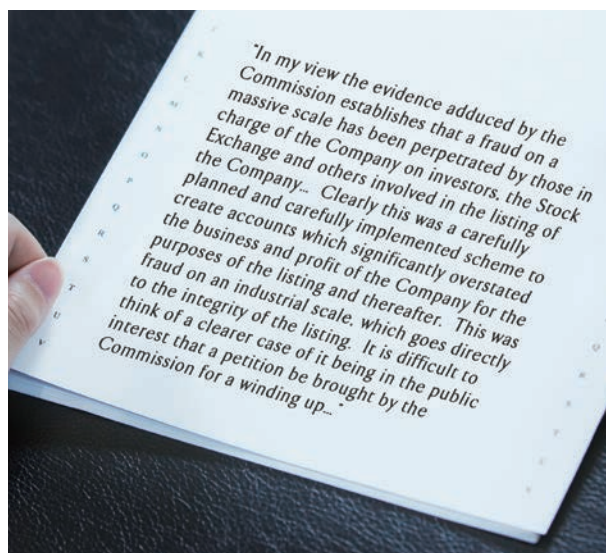 "In my view the evidence adduced by the
Commission establishes that a fraud on a
massive scale has been perpetrated by those in
charge of the Company on investors, the Stock
Exchange and others involved in the listing of
the Company... Clearly this was a carefully
planned and carefully implemented scheme to
create accounts which significantly overstated
the business and profit of the Company for the
purposes of the listing and thereafter. This was
fraud on an industrial scale, which goes directly
to the integrity of the listing. It is difficult to
think of a clearer case of it being in the public
interest that a petition be brought by the
Commission for a winding up... "